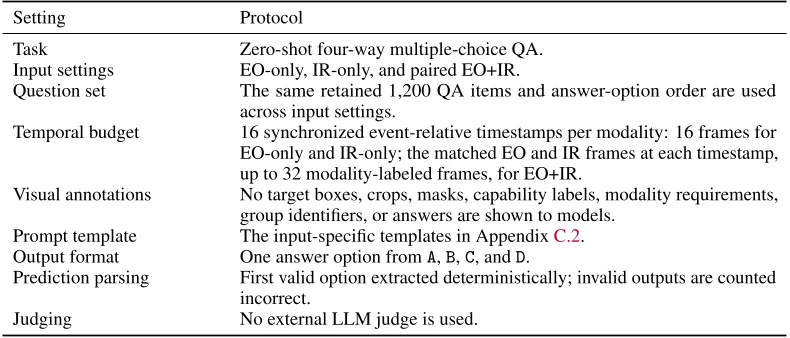 Setting Protocol
Task Zero-shot four-way multiple-choice QA.
Input settings EO-only, IR-only, and paired EO+IR.
Question set The same retained 1,200 QA items and answer-option order are used
across input settings.
Temporal budget 16 synchronized event-relative timestamps per modality: 16 frames for
EO-only and IR-only; the matched EO and IR frames at each timestamp,
up to 32 modality-labeled frames, for EO+IR.
Visual annotations No target boxes, crops, masks, capability labels, modality requirements,
group identifiers, or answers are shown to models.
Prompt template The input-specific templates in Appendix C.2.
Output format One answer option from A, B, C, and D.
Prediction parsing First valid option extracted deterministically; invalid outputs are counted
incorrect.
Judging No external LLM judge is used.